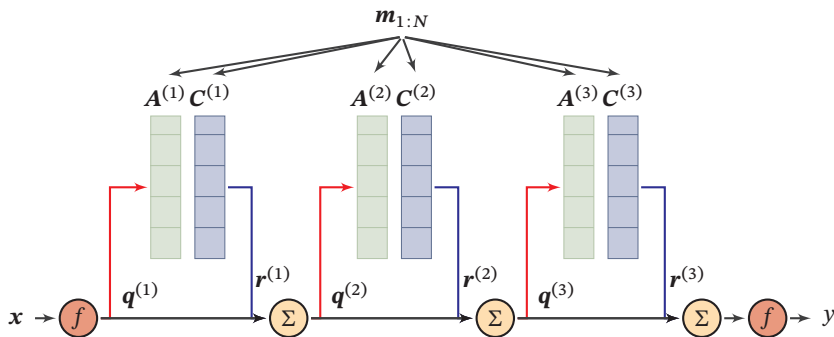 m₁:N
A⁽¹⁾ C⁽¹⁾ A⁽²⁾ C⁽²⁾ A⁽³⁾ C⁽³⁾
q⁽¹⁾ r⁽¹⁾ q⁽²⁾ r⁽²⁾ q⁽³⁾ r⁽³⁾
x f Σ Σ Σ f y